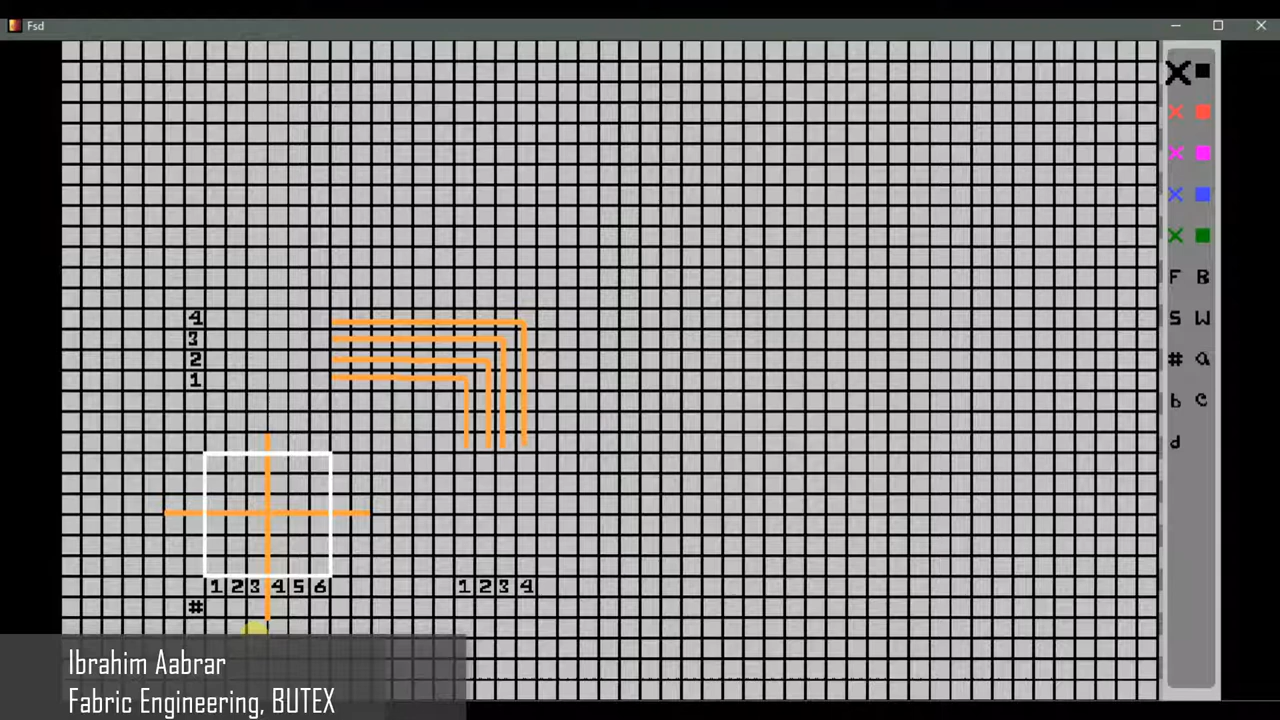 Fsd
F B
S W
# a
b c
d
4
3
2
1
1 2 3 4 5 6
1 2 3 4
#
Ibrahim Aabrar
Fabric Engineering, BUTEX